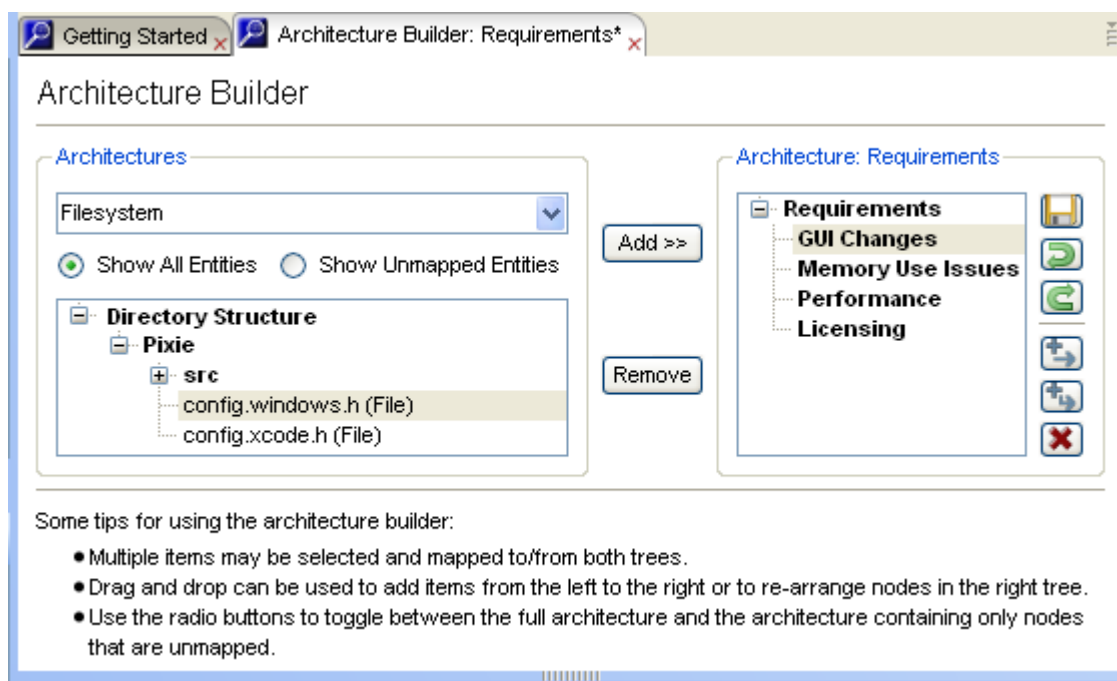 Getting Started
Architecture Builder: Requirements*
Architecture Builder
Architectures
Filesystem
Show All Entities
Show Unmapped Entities
Directory Structure
Pixie
src
config.windows.h (File)
config.xcode.h (File)
Add >>
Remove
Architecture: Requirements
Requirements
GUI Changes
Memory Use Issues
Performance
Licensing
Some tips for using the architecture builder:
• Multiple items may be selected and mapped to/from both trees.
• Drag and drop can be used to add items from the left to the right or to re-arrange nodes in the right tree.
• Use the radio buttons to toggle between the full architecture and the architecture containing only nodes
that are unmapped.